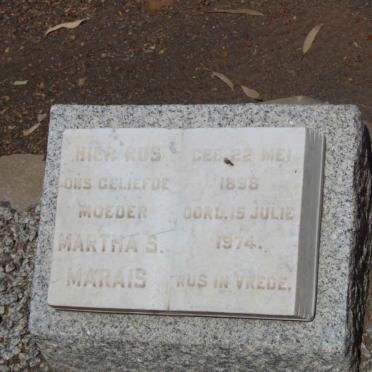 HIER RUS
ONS GELIEFDE
MOEDER
MARTHA S.
MARAIS
GEB. 22 MEI
1898
OORL. 15 JULIE
1974.
RUS IN VREDE.